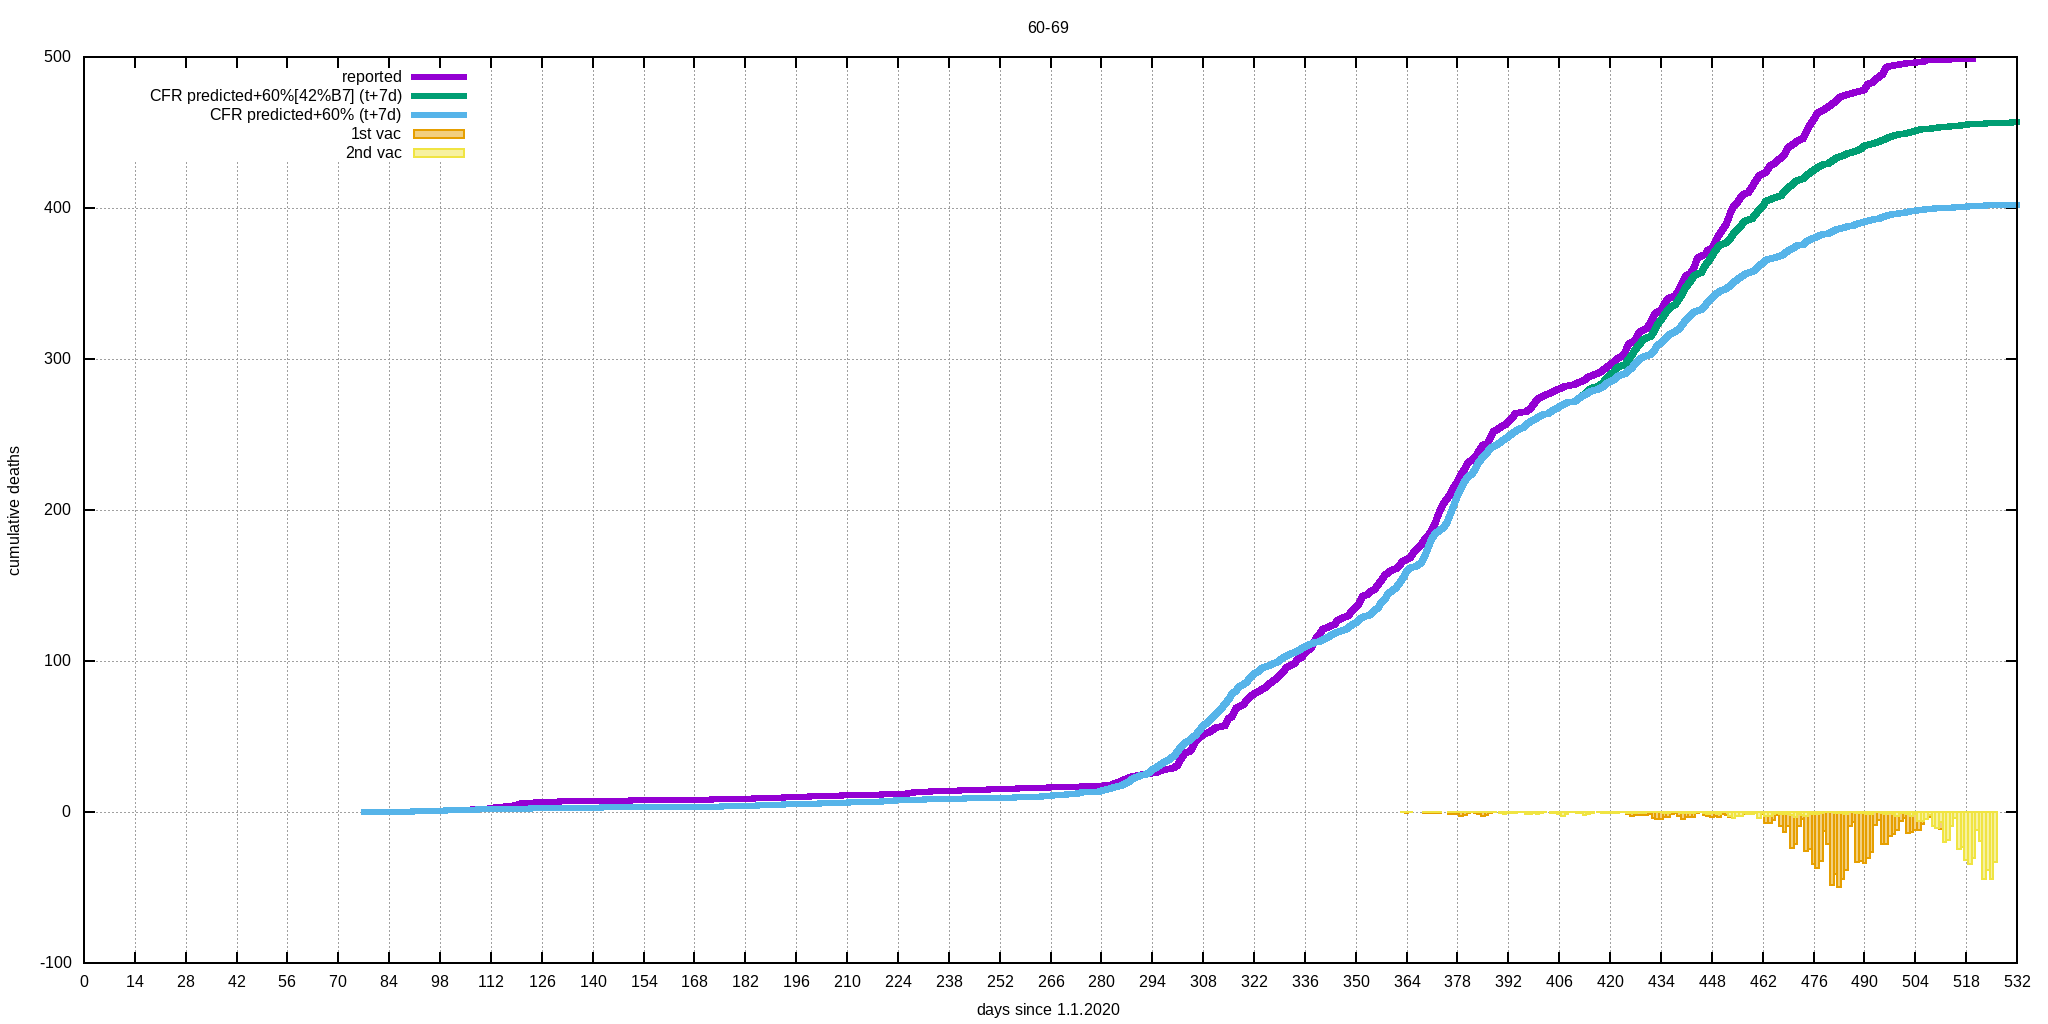 60-69
500
reported
CFR predicted+60%[42%B7] (t+7d)
CFR predicted+60% (t+7d)
1st vac
2nd vac
400
300
200
cumulative deaths
100
0
-100
0 14 28 42 56 70 84 98 112 126 140 154 168 182 196 210 224 238 252 266 280 294 308 322 336 350 364 378 392 406 420 434 448 462 476 490 504 518 532
days since 1.1.2020